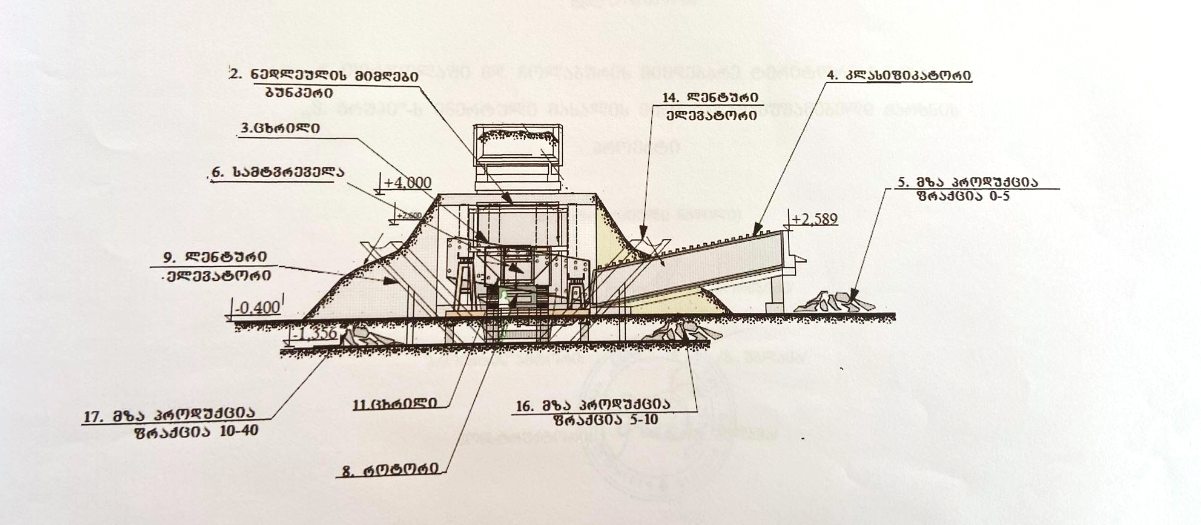 2. ნედლეულის მიმღები
ბუნკერი
4. კლასიფიკატორი
14. ლენტური
ელევატორი
3.ცხრილი
6. სამტვრეველა
+4,000
5. მზა პროდუქცია
ფრაქცია 0-5
+2,600
+2,589
9. ლენტური
ელევატორი
-0,400
-1,356
17. მზა პროდუქცია
ფრაქცია 10-40
11.ცხრილი
16. მზა პროდუქცია
ფრაქცია 5-10
8. როტორი